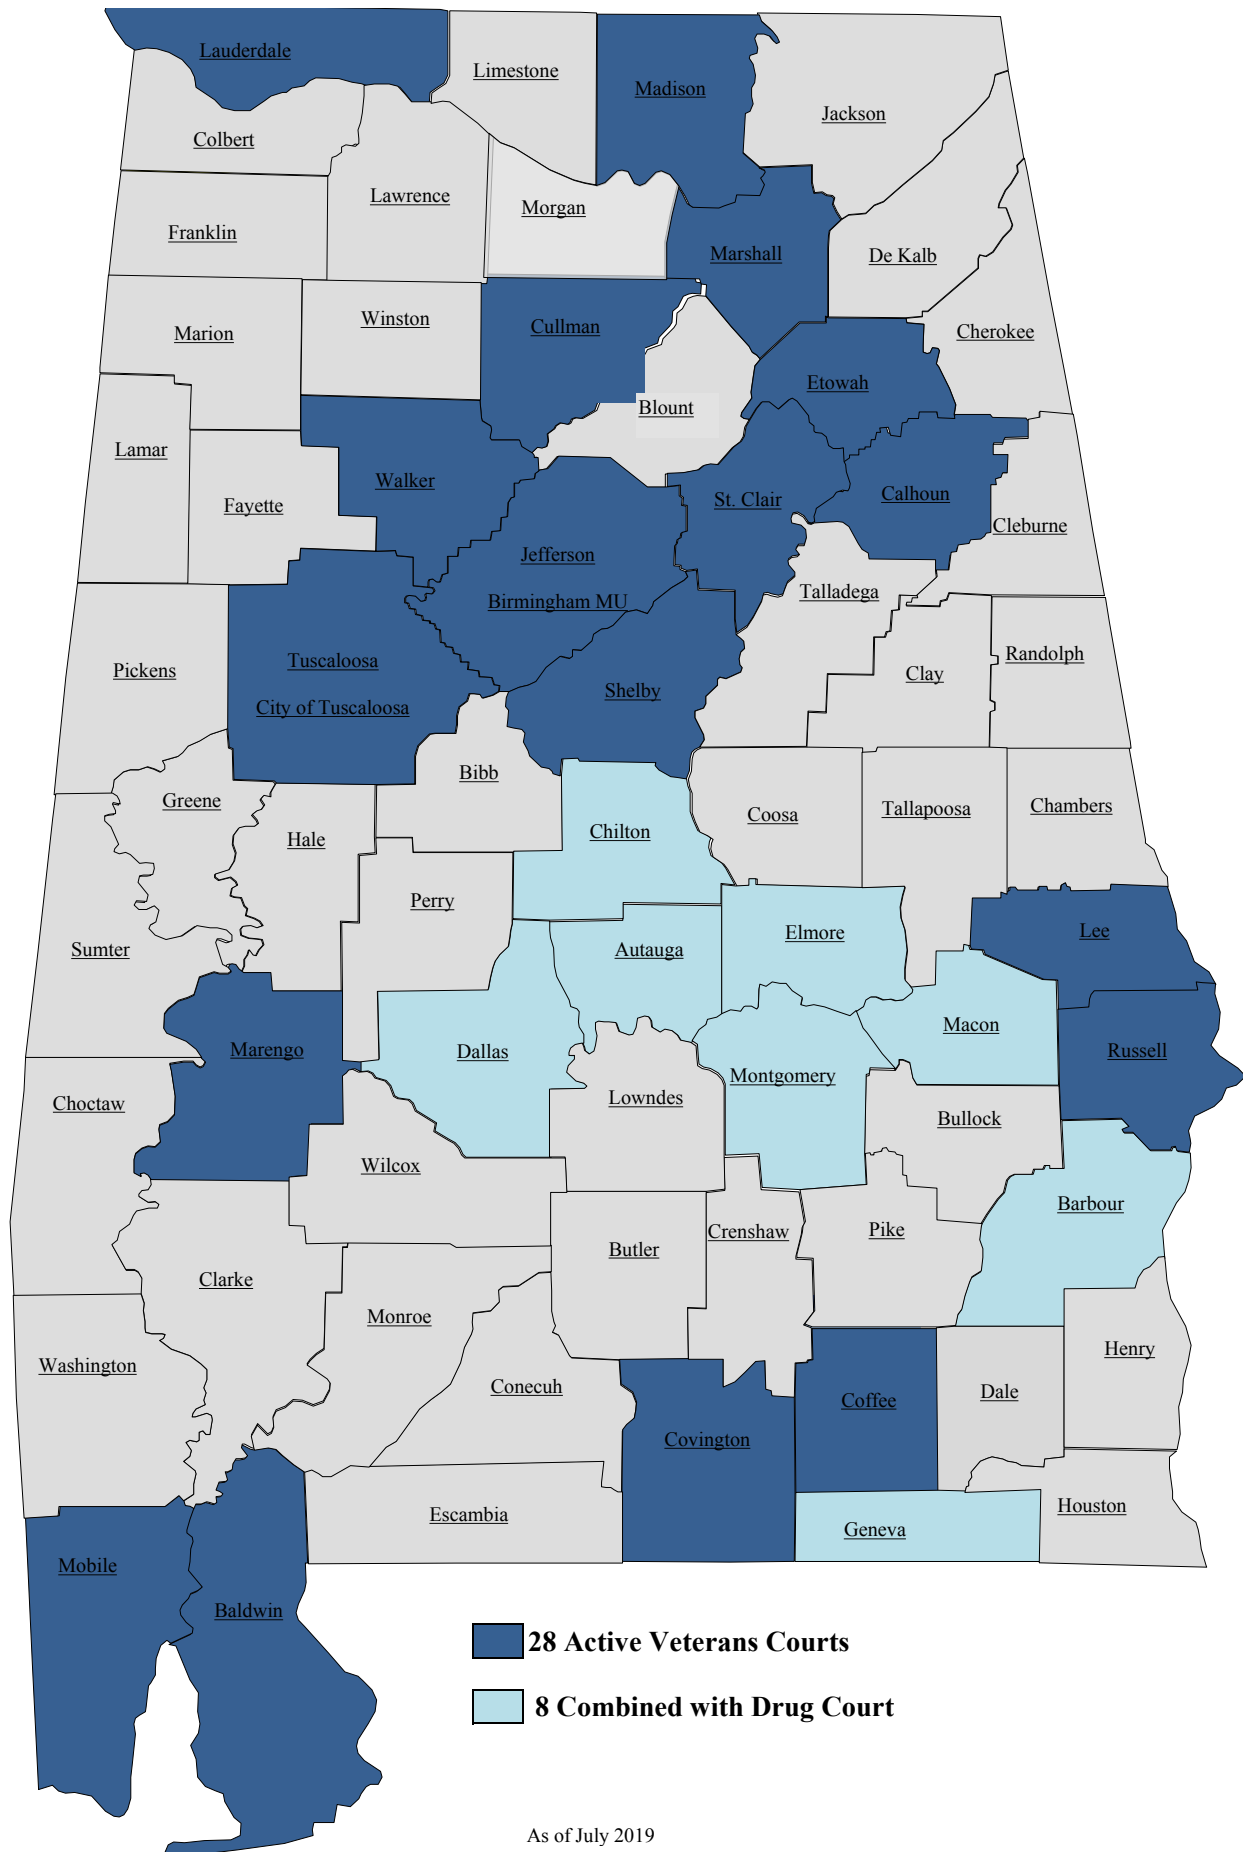 Lauderdale
Limestone
Madison
Jackson
Colbert
Lawrence
Morgan
Franklin
Marshall
De Kalb
Marion
Winston
Cullman
Cherokee
Etowah
Blount
Lamar
Walker
St. Clair
Calhoun
Fayette
Cleburne
Jefferson
Birmingham MU
Talladega
Tuscaloosa
City of Tuscaloosa
Pickens
Shelby
Clay
Randolph
Bibb
Greene
Hale
Chilton
Coosa
Tallapoosa
Chambers
Perry
Sumter
Autauga
Elmore
Lee
Marengo
Dallas
Macon
Russell
Montgomery
Choctaw
Lowndes
Bullock
Wilcox
Barbour
Crenshaw
Pike
Butler
Clarke
Monroe
Washington
Conecuh
Henry
Dale
Coffee
Covington
Escambia
Houston
Geneva
Mobile
Baldwin
28 Active Veterans Courts
8 Combined with Drug Court
As of July 2019